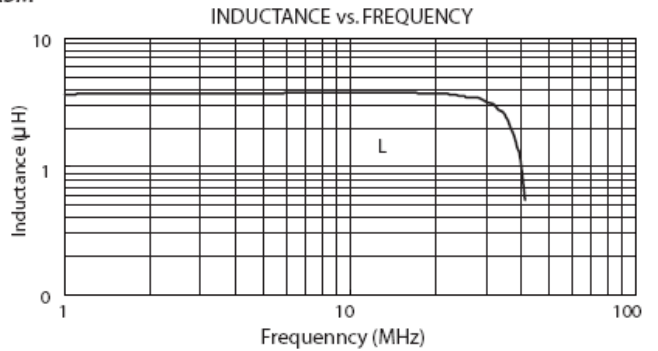 INDUCTANCE vs. FREQUENCY
10
1
0
Inductance (µH)
L
1
10
100
Frequenncy (MHz)